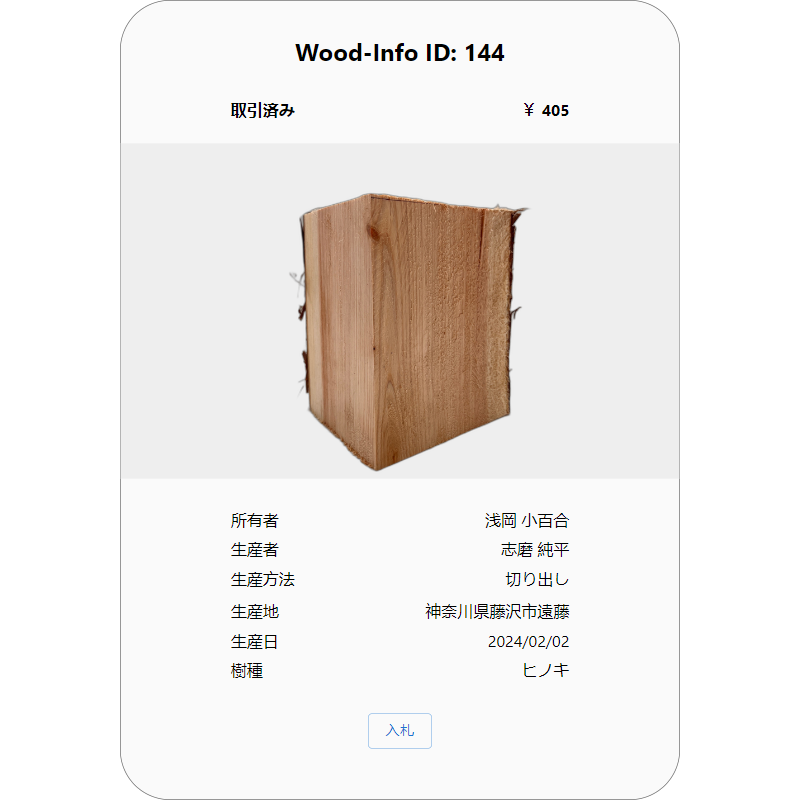 Wood-Info ID: 144
取引済み ￥ 405
所有者 浅岡 小百合
生産者 志磨 純平
生産方法 切り出し
生産地 神奈川県藤沢市遠藤
生産日 2024/02/02
樹種 ヒノキ
入札